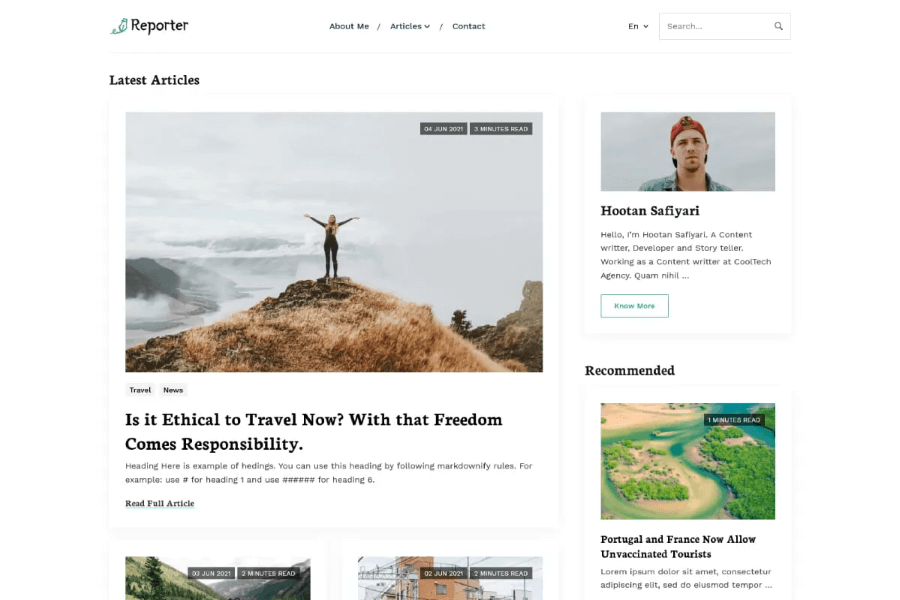 Reporter
About Me / Articles / Contact
En
Search...
Latest Articles
04 JUN 2021 3 MINUTES READ
Travel News
Is it Ethical to Travel Now? With that Freedom
Comes Responsibility.
Heading Here is example of hedings. You can use this heading by following markdownify rules. For
example: use # for heading 1 and use ###### for heading 6.
Read Full Article
03 JUN 2021 2 MINUTES READ
02 JUN 2021 2 MINUTES READ
Hootan Safiyari
Hello, I'm Hootan Safiyari. A Content
writter, Developer and Story teller.
Working as a Content writter at CoolTech
Agency. Quam nihil ...
Know More
Recommended
1 MINUTES READ
Portugal and France Now Allow
Unvaccinated Tourists
Lorem ipsum dolor sit amet, consectetur
adipiscing elit, sed do eiusmod tempor ...